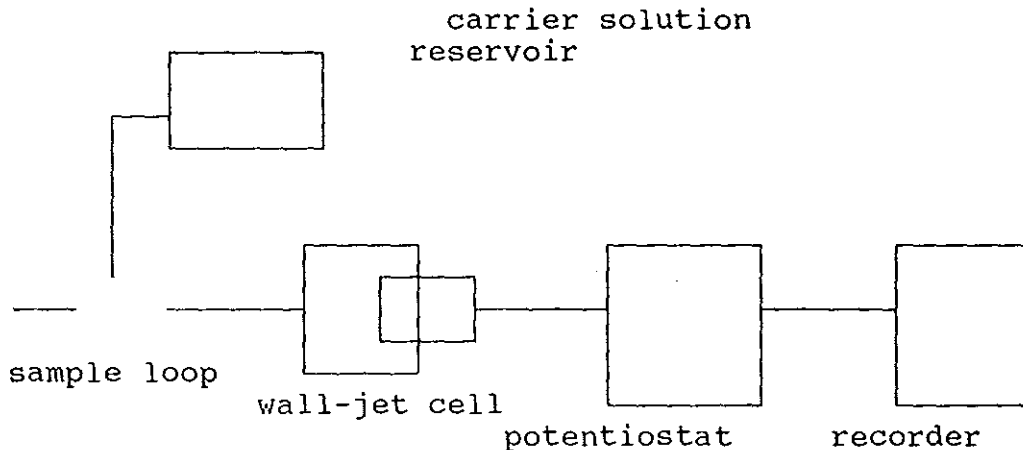 carrier solution
reservoir
sample loop
wall-jet cell
potentiostat
recorder